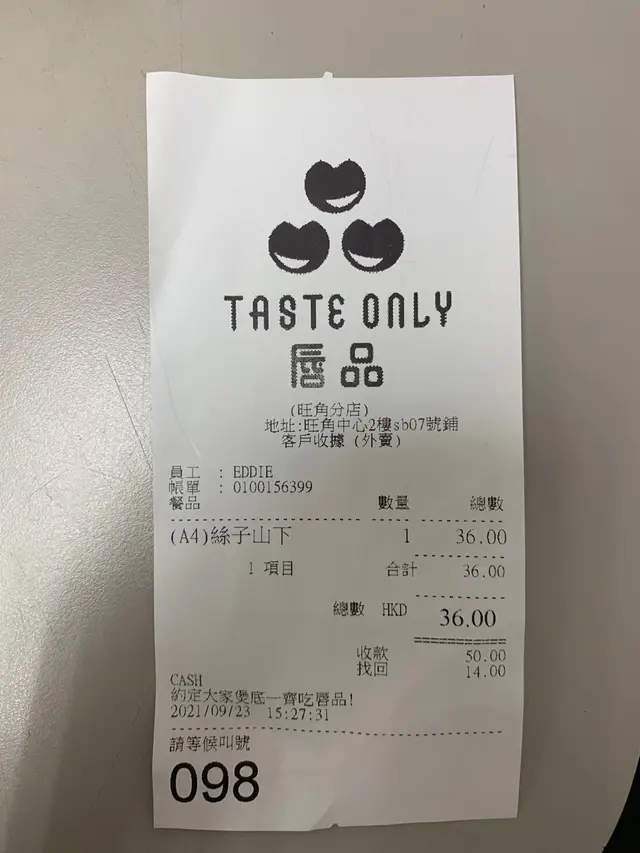 TASTE ONLY
唇品
(旺角分店)
地址:旺角中心2樓sb07號鋪
客戶收據 (外賣)
員工 : EDDIE
帳單 : 0100156399
餐品 數量 總數
(A4)絲子山下 1 36.00
1 項目 合計 36.00
總數 HKD 36.00
收款 50.00
找回 14.00
CASH
約定大家煲底一齊吃唇品!
2021/09/23 15:27:31
請等候叫號
098